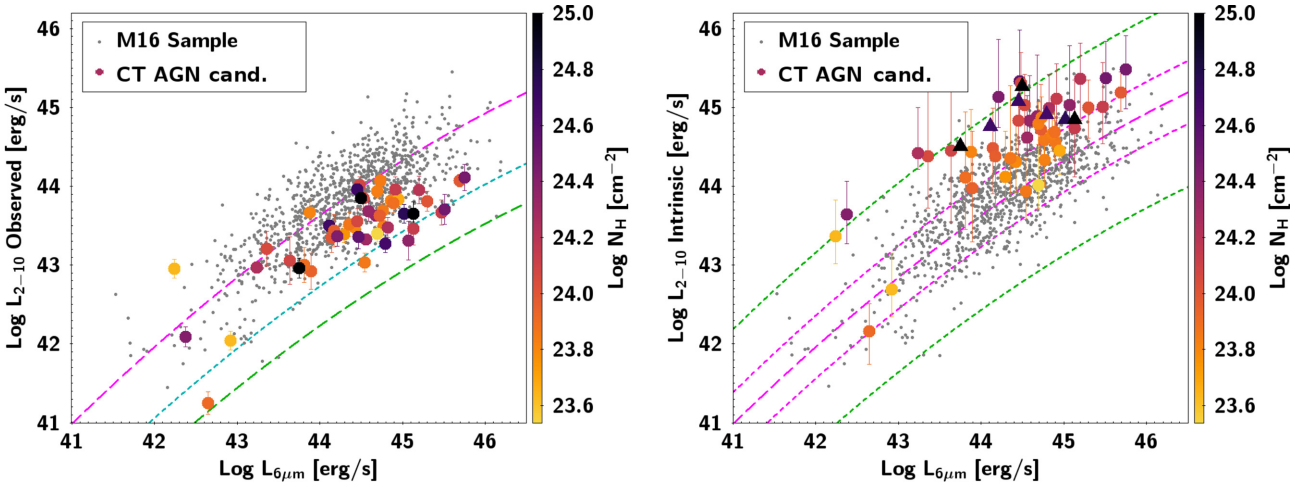 46
45
44
43
42
41
Log L2−10 Observed [erg/s]
M16 Sample
CT AGN cand.
41 42 43 44 45 46
Log L6μm [erg/s]
25.0
24.8
24.6
24.4
24.2
24.0
23.8
23.6
Log NH [cm−2]
46
45
44
43
42
41
Log L2−10 Intrinsic [erg/s]
M16 Sample
CT AGN cand.
41 42 43 44 45 46
Log L6μm [erg/s]
25.0
24.8
24.6
24.4
24.2
24.0
23.8
23.6
Log NH [cm−2]